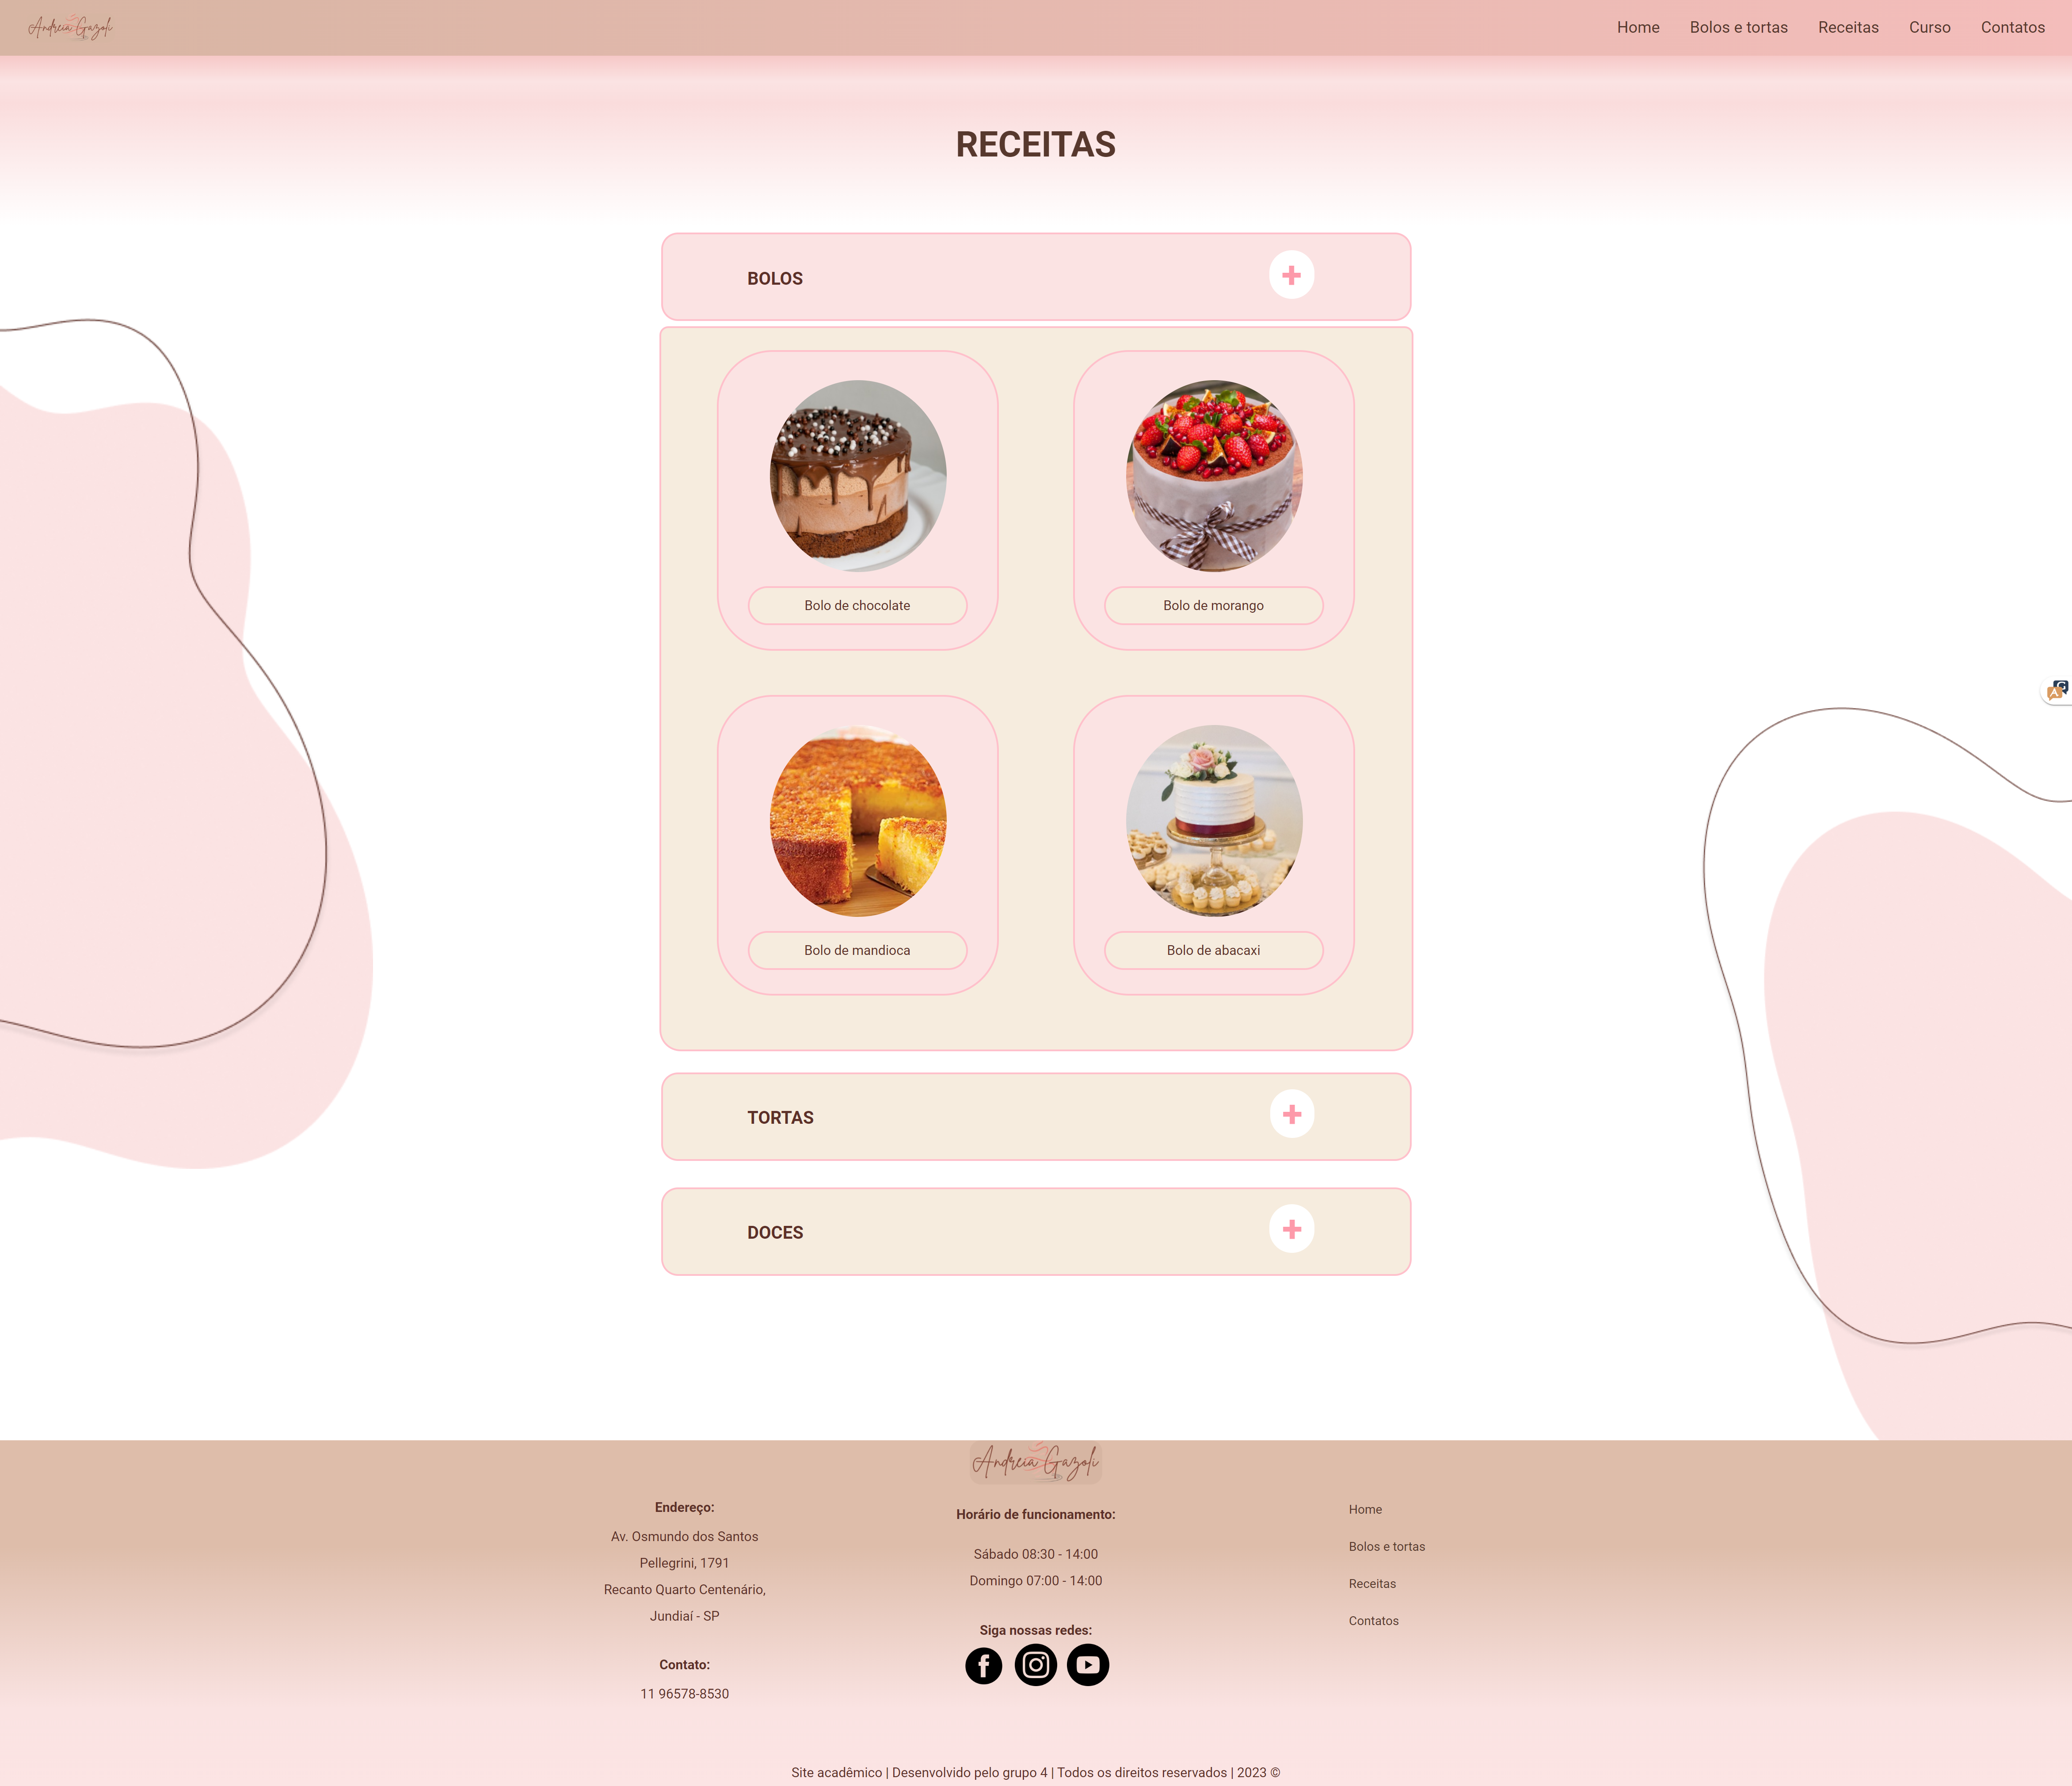 Andreia Gazoli
Home
Bolos e tortas
Receitas
Curso
Contatos
RECEITAS
BOLOS
Bolo de chocolate
Bolo de morango
Bolo de mandioca
Bolo de abacaxi
TORTAS
DOCES
Andreia Gazoli
Endereço:
Av. Osmundo dos Santos
Pellegrini, 1791
Recanto Quarto Centenário,
Jundiaí - SP
Contato:
11 96578-8530
Horário de funcionamento:
Sábado 08:30 - 14:00
Domingo 07:00 - 14:00
Siga nossas redes:
Home
Bolos e tortas
Receitas
Contatos
Site acadêmico | Desenvolvido pelo grupo 4 | Todos os direitos reservados | 2023 ©